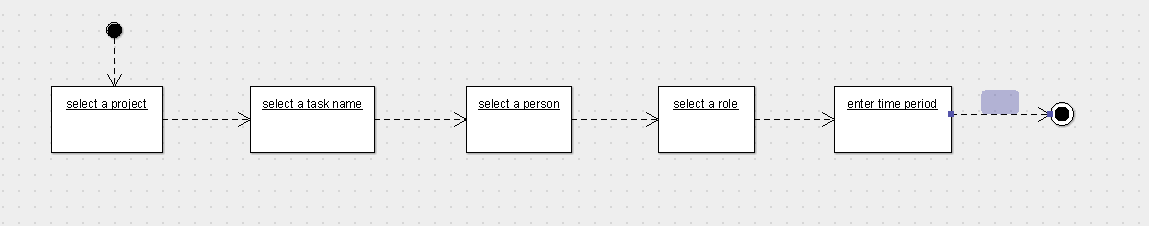 select a project
select a task name
select a person
select a role
enter time period